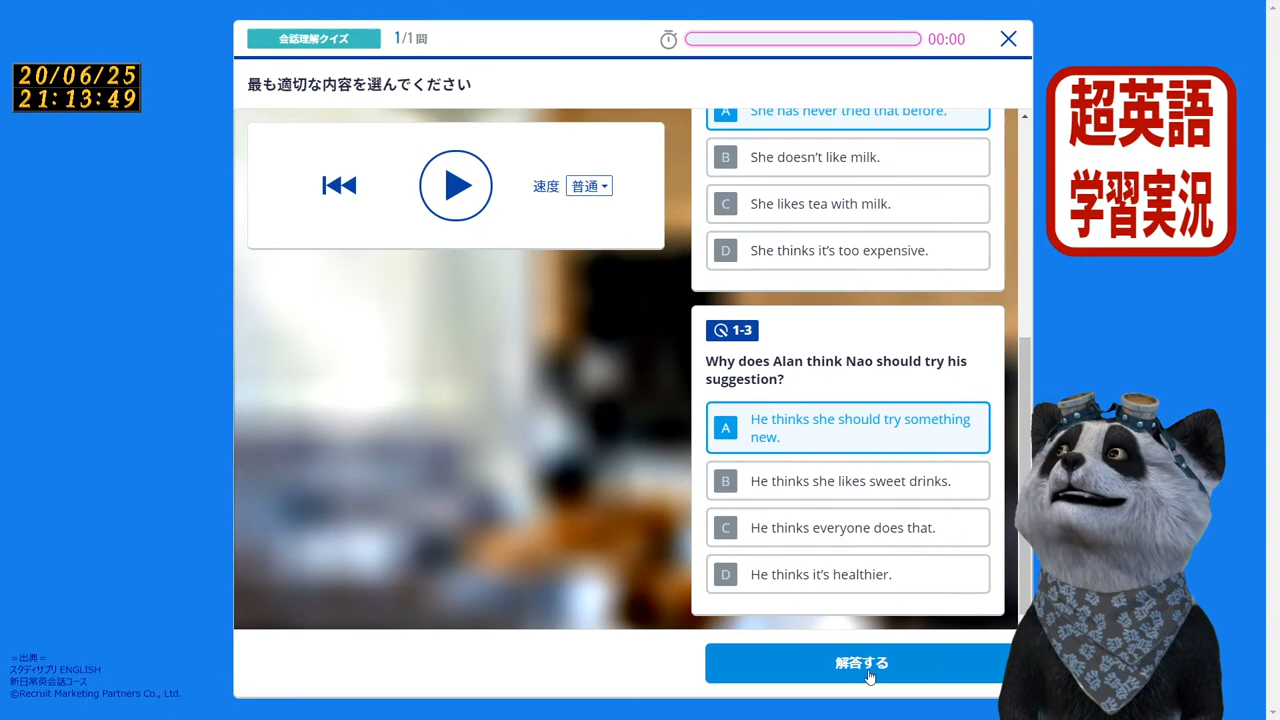 会話理解クイズ
1/1問
00:00
20/06/25
21:13:49
最も適切な内容を選んでください
超英語
学習実況
速度 普通
A She has never tried that before.
B She doesn't like milk.
C She likes tea with milk.
D She thinks it's too expensive.
1-3
Why does Alan think Nao should try his
suggestion?
A He thinks she should try something
new.
B He thinks she likes sweet drinks.
C He thinks everyone does that.
D He thinks it's healthier.
解答する
=出典=
スタディサプリ ENGLISH
新日常英会話コース
©Recruit Marketing Partners Co., Ltd.